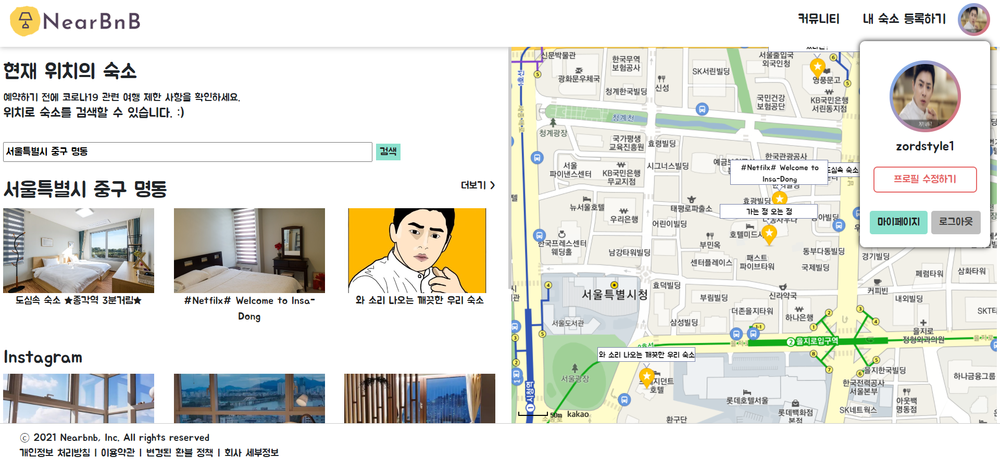 NearBnB
커뮤니티
내 숙소 등록하기
현재 위치의 숙소
예약하기 전에 코로나19 관련 여행 제한 사항을 확인하세요.
위치로 숙소를 검색할 수 있습니다. :)
서울특별시 중구 명동
검색
서울특별시 중구 명동
더보기 >
도심속 숙소 ★종각역 3분거리★
#Netfilx# Welcome to Insa-
Dong
와 소리 나오는 깨끗한 우리 숙소
Instagram
zordstyle1
프로필 수정하기
마이페이지
로그아웃
신문박물관
한국무역
보험공사
서울출입국
외국인청
SK서린빌딩
광화문우체국
신성
청계한국빌딩
영풍문고
국민건강
보험공단
KB국민은행
서린동지점
청계천
청계광장
국가평생
교육진흥원
효령빌딩
한국관광공사
서울
파이낸스센터
KB국민은행
무교지점
시그너스빌딩
#Netfilx# Welcome to
Insa-Dong
도심속 숙소
뉴서울호텔
우리은행
태평로파출소
효광빌딩
가는 정 오는 정
어린이빌딩
한국프레스센터
웨딩홀
부민옥
남강타워빌딩
센터플레이스
패스트
파이브타워
동부다동빌딩
국제빌딩
경기빌딩
페럼타워
삼화타워
서울특별시청
효덕빌딩
부림빌딩
신라약국
커피빈
내외빌딩
더존을지타워
하나은행
서울도서관
삼성빌딩
1-1
2 을지로입구역
을지로
정형외과의원
을지로
와 소리 나오는 깨끗한 우리 숙소
서울광장
호텔
을지한국빌딩
하나금융그룹
한국전력공사
서울본부
롯데호텔서울
롯데백화점
본점
SK네트웍스
아웃백
명동점
환구단
1 시청역
50m
kakao
ⓒ 2021 Nearbnb, Inc. All rights reserved
개인정보 처리방침 | 이용약관 | 변경된 환불 정책 | 회사 세부정보